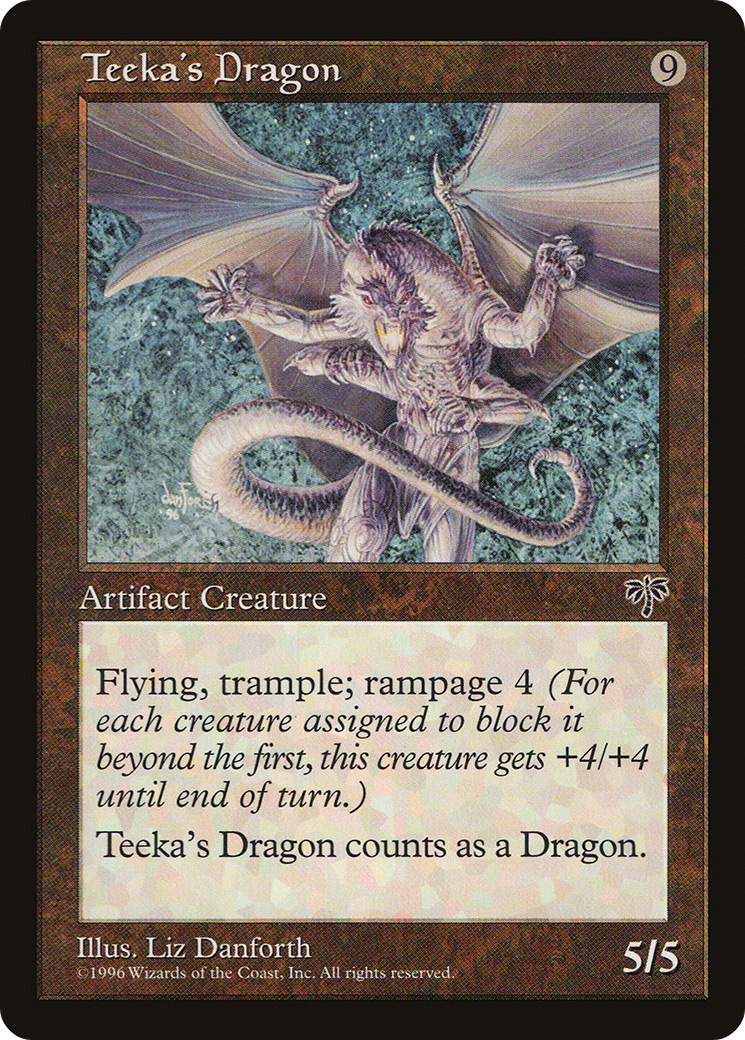 Teeka's Dragon
9
danForth
'96
Artifact Creature
Flying, trample; rampage 4 (For
each creature assigned to block it
beyond the first, this creature gets +4/+4
until end of turn.)
Teeka's Dragon counts as a Dragon.
Illus. Liz Danforth
5/5
©1996 Wizards of the Coast, Inc. All rights reserved.